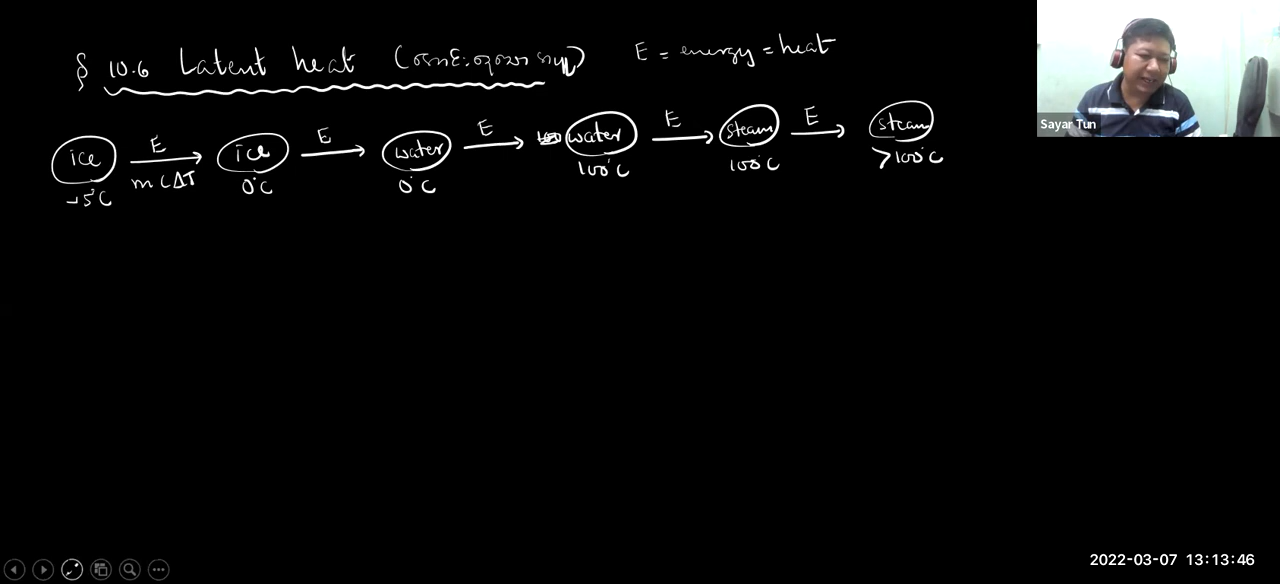 § 10.6 Latent heat
E = energy = heat
ice E ice E water E water E steam E steam
-5°C mCΔT 0°C 0°C 100°C 100°C >100°C
Sayar Tun
2022-03-07 13:13:46